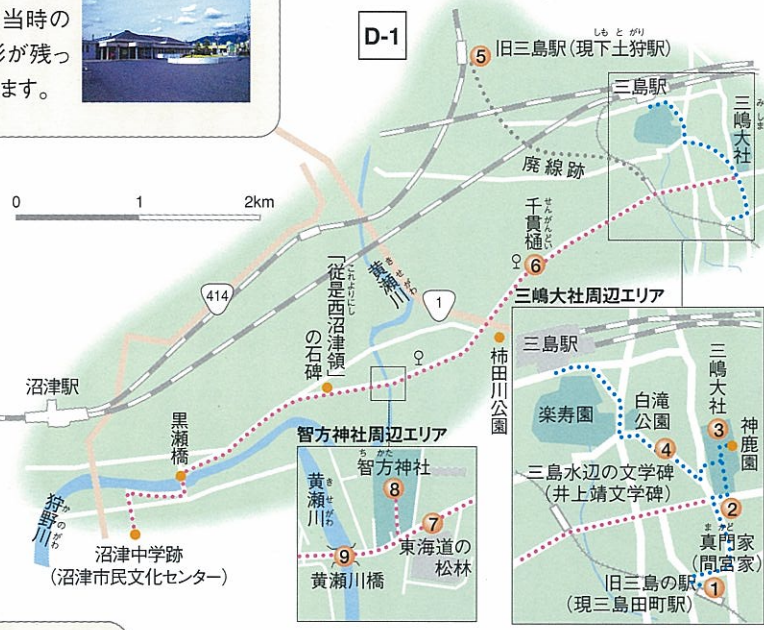 当時の
形が残っ
ます。
D-1
しもとがり
⑤ 旧三島駅(現下土狩駅)
三島駅
みしま
三嶋大社
廃線跡
0 1 2km
せんがんどい
千貫樋
⑥
きせがわ
黄瀬川
414
1
これよりにし
「従是西沼津領」
の石碑
柿田川公園
沼津駅
黒瀬橋
かのがわ
狩野川
沼津中学跡
(沼津市民文化センター)
智方神社周辺エリア
ちかた
智方神社
⑧
きせがわ
黄瀬川
⑦
東海道の
松林
⑨
黄瀬川橋
三嶋大社周辺エリア
三島駅
楽寿園
白滝
公園
三嶋大社
③
神鹿園
④
三島水辺の文学碑
(井上靖文学碑)
②
まかど
真門家
(間宮家)
旧三島の駅
(現三島田町駅)
①